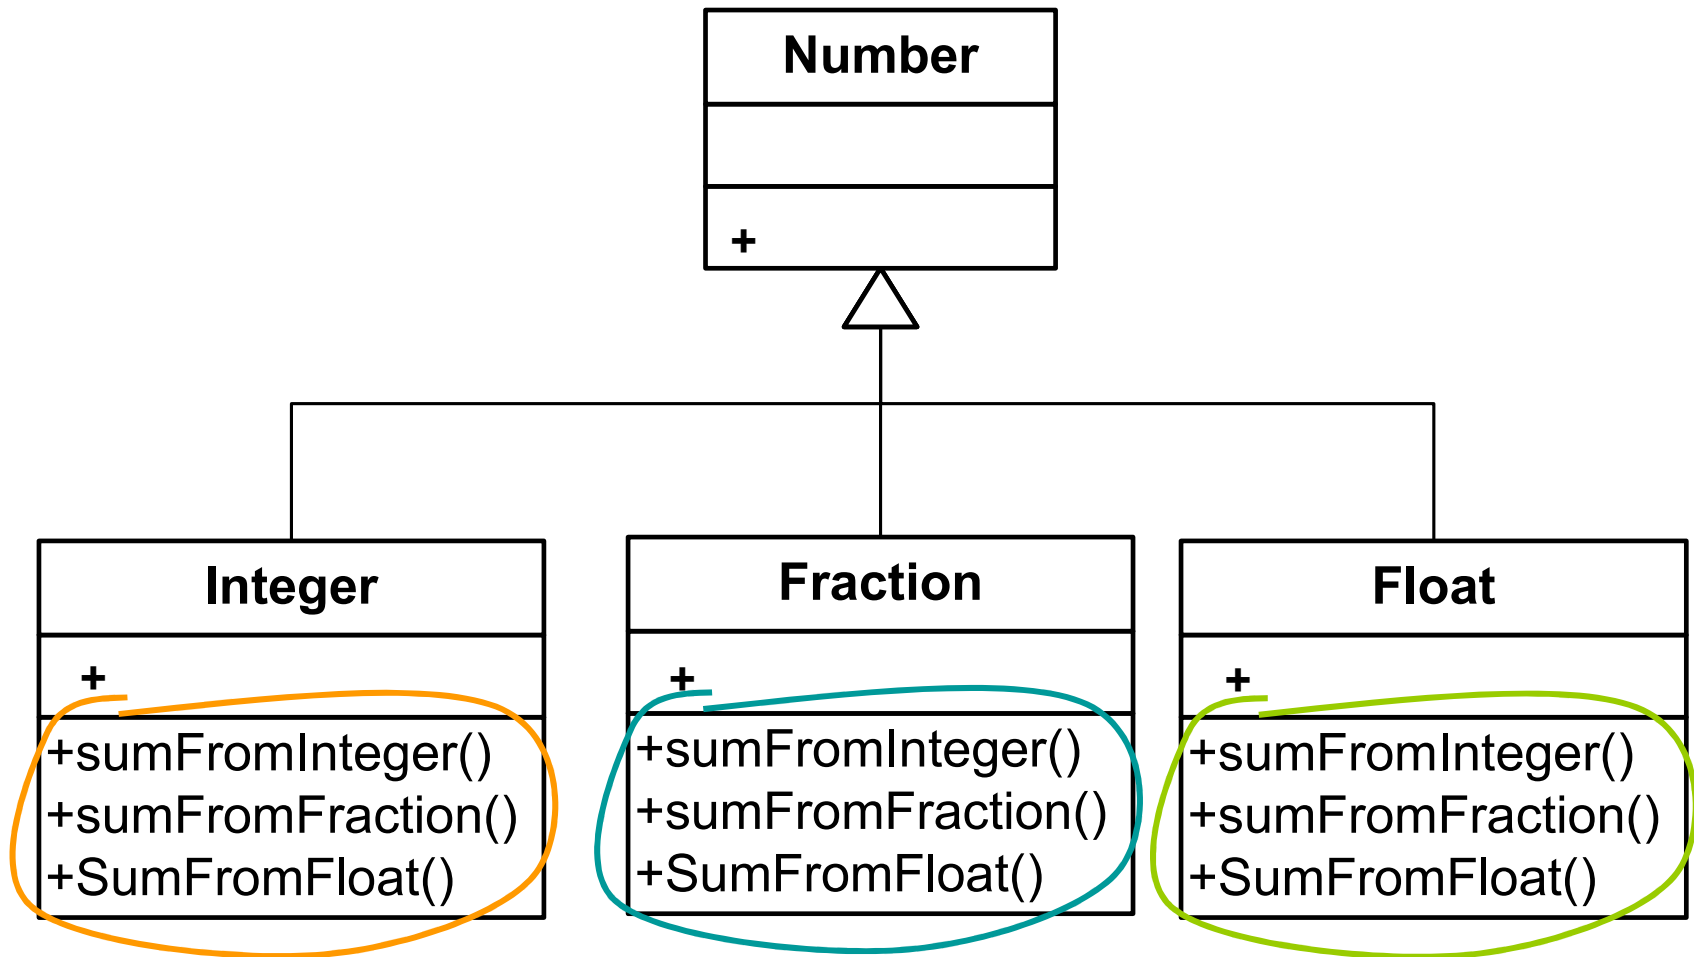 Number
+
Integer
+
+sumFromInteger()
+sumFromFraction()
+SumFromFloat()
Fraction
+
+sumFromInteger()
+sumFromFraction()
+SumFromFloat()
Float
+
+sumFromInteger()
+sumFromFraction()
+SumFromFloat()